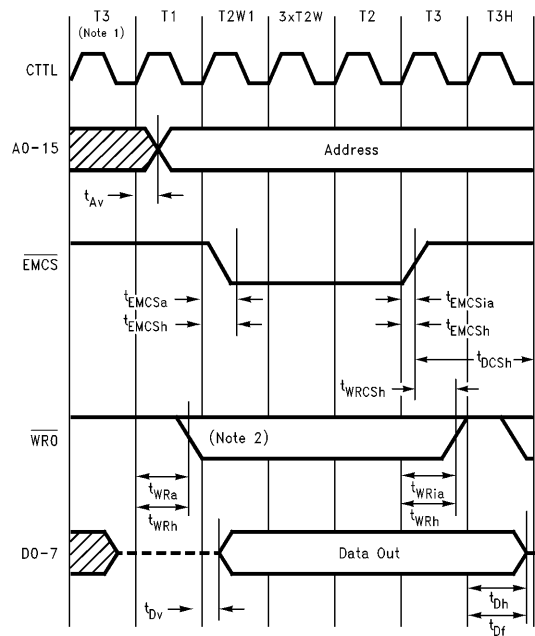 T3 T1 T2W1 3xT2W T2 T3 T3H
(Note 1)
CTTL
A0-15
Address
tAv
EMCS
tEMCSa tEMCSia
tEMCSh tEMCSh
tDCSh
tWRCSh
WRO
(Note 2)
tWRa tWRia
tWRh tWRh
D0-7
Data Out
tDv tDh
tDf